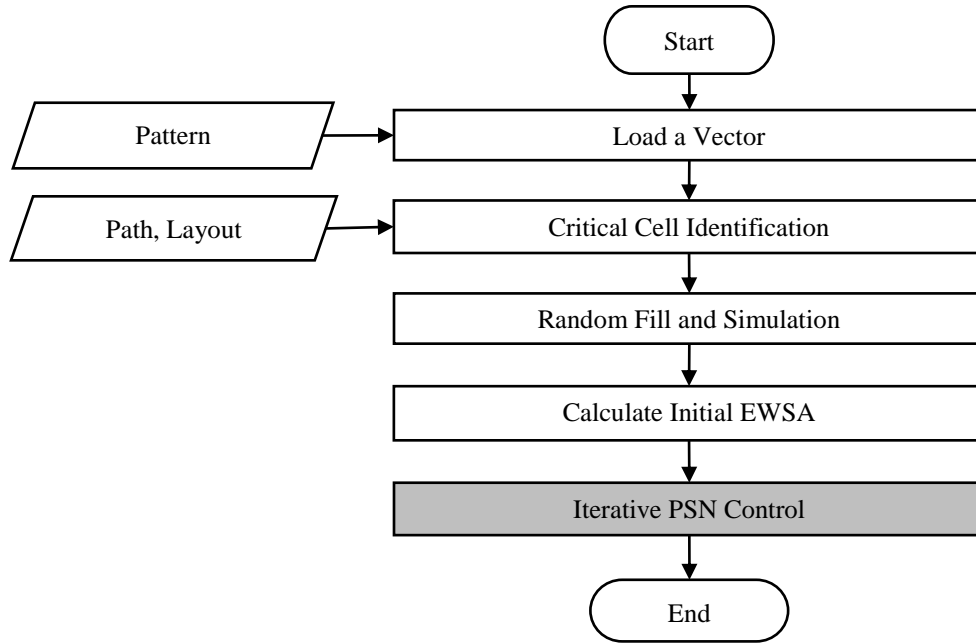 Start
Pattern
Load a Vector
Path, Layout
Critical Cell Identification
Random Fill and Simulation
Calculate Initial EWSA
Iterative PSN Control
End